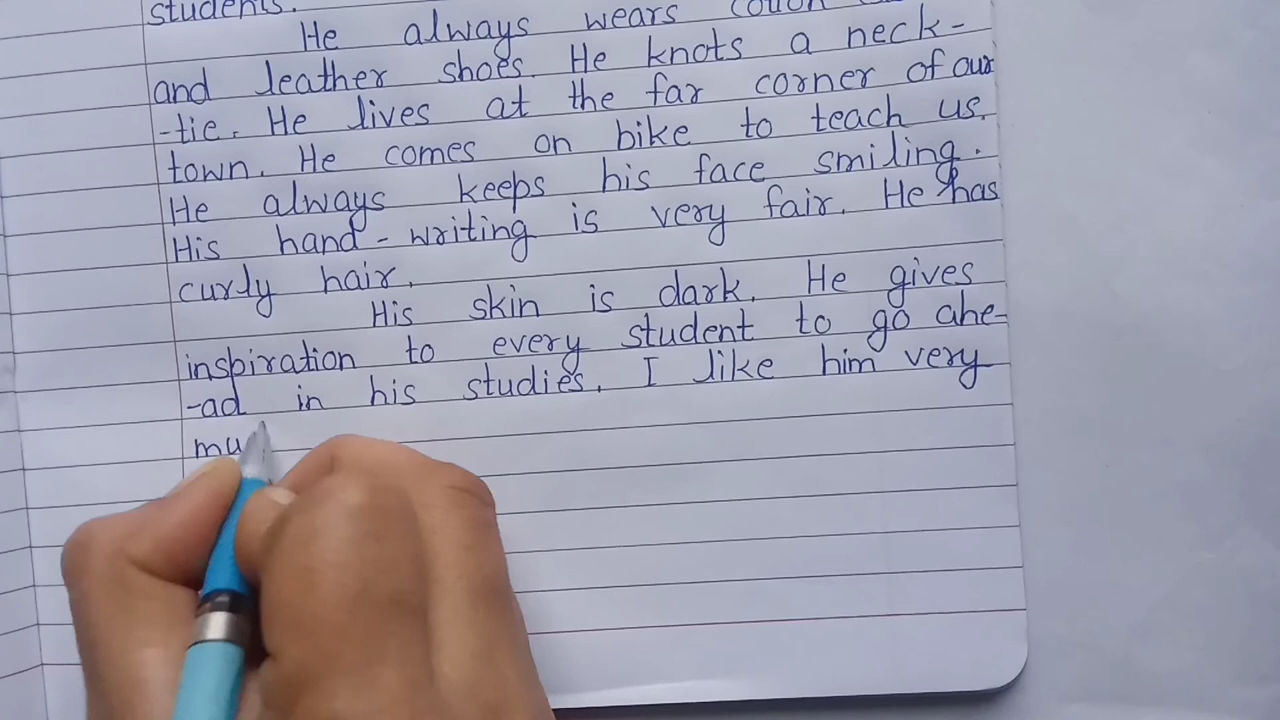 students.
He always wears
and leather shoes. He knots a neck-
-tie. He lives at the far corner of our
town. He comes on bike to teach us.
He always keeps his face smiling.
His hand-writing is very fair. He has
curly hair.
His skin is dark. He gives
inspiration to every student to go ahe-
-ad in his studies. I like him very
mu